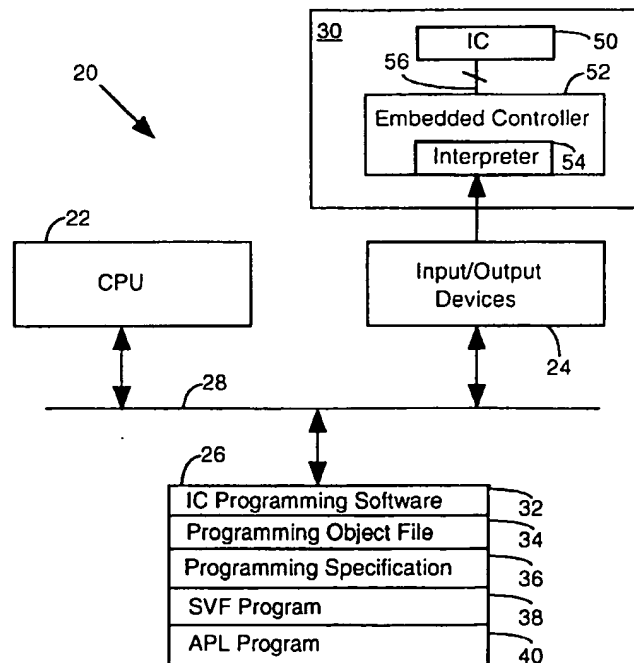 30
IC
50
56
52
20
Embedded Controller
Interpreter
54
22
CPU
Input/Output
Devices
24
28
26
IC Programming Software
32
Programming Object File
34
Programming Specification
36
SVF Program
38
APL Program
40